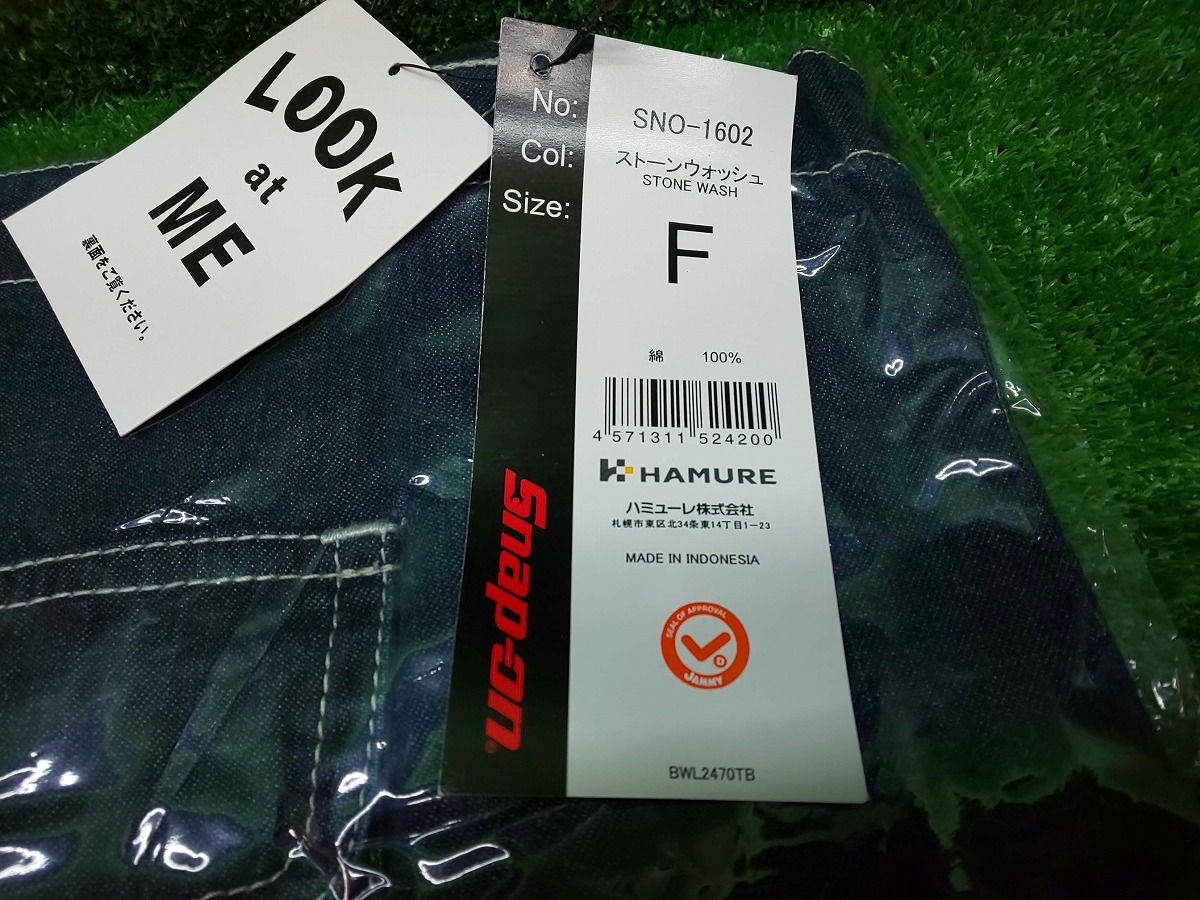 LOOK
at
ME
裏面をご覧ください。
No: SNO-1602
Col: ストーンウォッシュ
STONE WASH
Size: F
綿 100%
4 571311 524200
HAMURE
ハミューレ株式会社
札幌市東区北34条東14丁目1-23
MADE IN INDONESIA
SEAL OF APPROVAL
D
JAMMY
BWL2470TB
Snap-on®